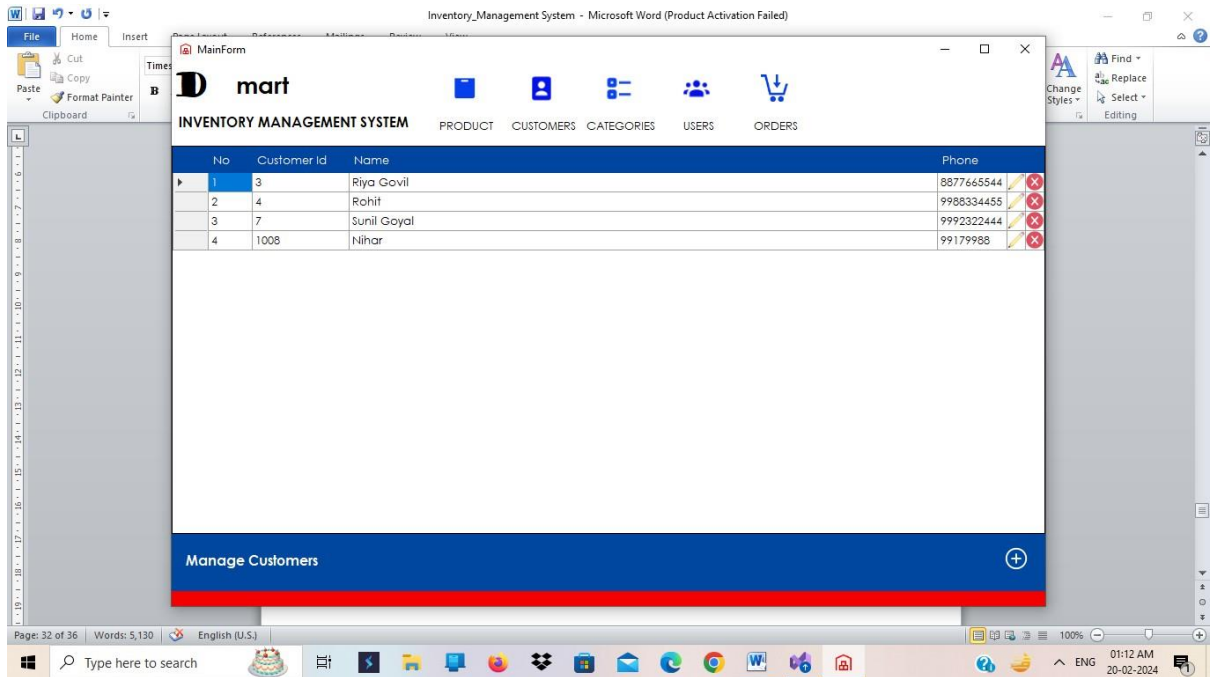 Inventory_Management System - Microsoft Word (Product Activation Failed)
File Home Insert
Cut
Copy
Format Painter
Paste
Clipboard
Times
B
Change Styles
Find
Replace
Select
Editing
MainForm
D mart
INVENTORY MANAGEMENT SYSTEM
PRODUCT CUSTOMERS CATEGORIES USERS ORDERS
No Customer Id Name Phone
1 3 Riya Govil 8877665544
2 4 Rohit 9988334455
3 7 Sunil Goyal 9992322444
4 1008 Nihar 99179988
Manage Customers
Page: 32 of 36 Words: 5,130 English (U.S.) 100%
Type here to search
ENG
01:12 AM
20-02-2024